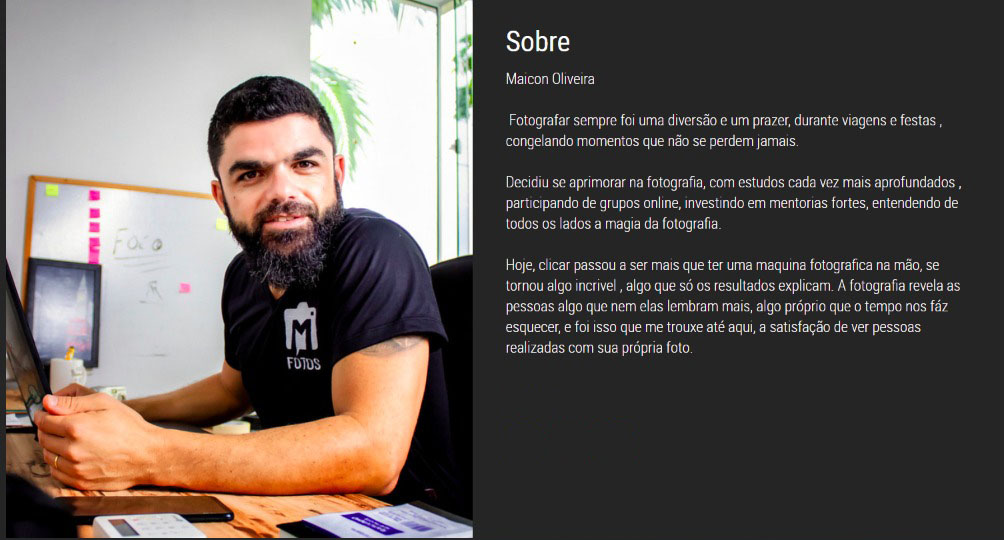 Sobre
Maicon Oliveira
Fotografar sempre foi uma diversão e um prazer, durante viagens e festas ,
congelando momentos que não se perdem jamais.
Decidiu se aprimorar na fotografia, com estudos cada vez mais aprofundados ,
participando de grupos online, investindo em mentorias fortes, entendendo de
todos os lados a magia da fotografia.
Hoje, clicar passou a ser mais que ter uma maquina fotografica na mão, se
tornou algo incrivel , algo que só os resultados explicam. A fotografia revela as
pessoas algo que nem elas lembram mais, algo próprio que o tempo nos fáz
esquecer, e foi isso que me trouxe até aqui, a satisfação de ver pessoas
realizadas com sua própria foto.
M
FOTOS